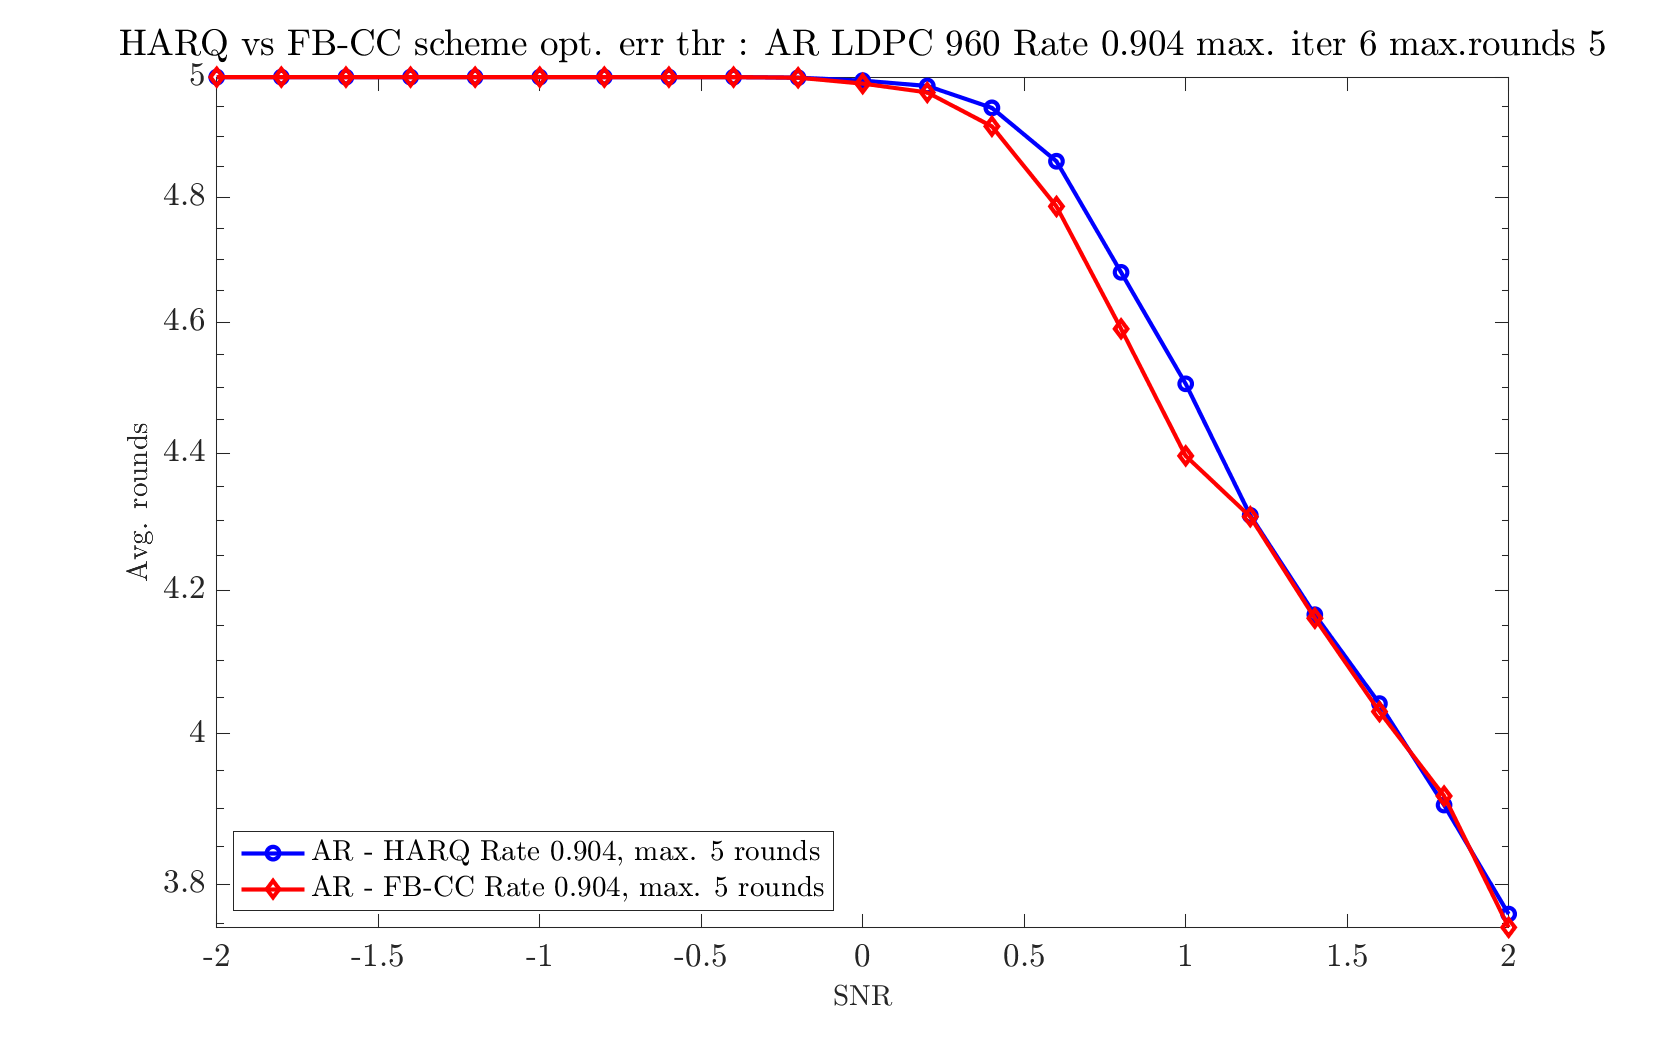 HARQ vs FB-CC scheme opt. err thr : AR LDPC 960 Rate 0.904 max. iter 6 max.rounds 5
5
4.8
4.6
4.4
4.2
4
3.8
Avg. rounds
AR - HARQ Rate 0.904, max. 5 rounds
AR - FB-CC Rate 0.904, max. 5 rounds
-2 -1.5 -1 -0.5 0 0.5 1 1.5 2
SNR